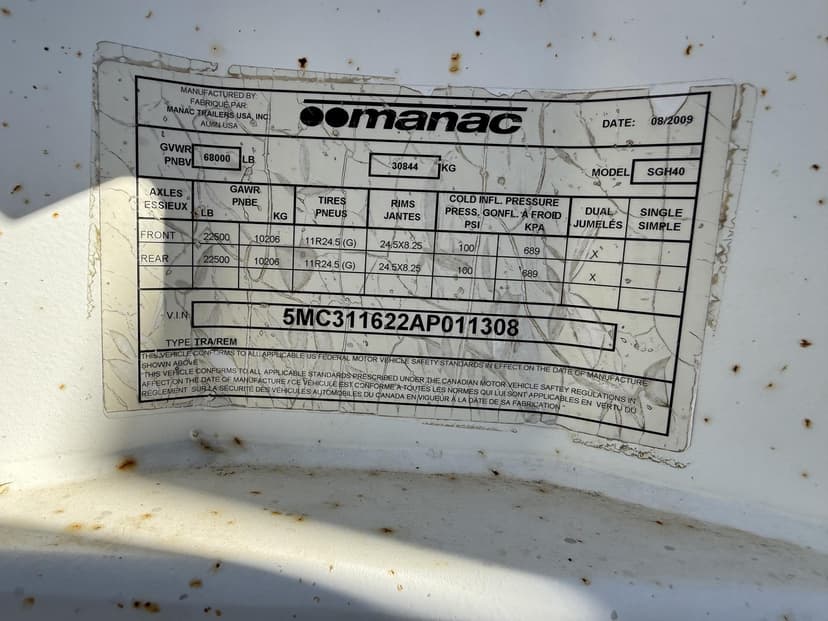 MANUFACTURED BY
FABRIQUÉ PAR:
MANAC TRAILERS USA, INC.
manac
DATE: 08/2009
GVWR
PNBV 68000 LB 30844 KG MODEL SGH40
AXLES GAWR TIRES RIMS COLD INFL. PRESSURE DUAL SINGLE
ESSIEUX PNBE PNEUS JANTES PRESS. GONFL. À FROID JUMELÉS SIMPLE
LB KG PSI KPA
FRONT 22500 10206 11R24.5 (G) 24.5X8.25 100 689 X
REAR 22500 10206 11R24.5 (G) 24.5X8.25 100 689 X
V.I.N. 5MC311622AP011308
TYPE TRA/REM
THIS VEHICLE CONFORMS TO ALL APPLICABLE US FEDERAL MOTOR VEHICLE SAFETY STANDARDS IN EFFECT ON THE DATE OF MANUFACTURE
SHOWN ABOVE
THIS VEHICLE CONFORMS TO ALL APPLICABLE STANDARDS PRESCRIBED UNDER THE CANADIAN MOTOR VEHICLE SAFTEY REGULATIONS IN
AFFECT ON THE DATE OF MANUFACTURE / CE VÉHICULE EST CONFORME À TOUTES LES NORMES QUI LUI SONT APPLICABLES EN VERTU DU
RÈGLEMENT SUR LA SÉCURITÉ DES VÉHICULES AUTOMOBILES DU CANADA EN VIGUEUR À LA DATE DE SA FABRICATION